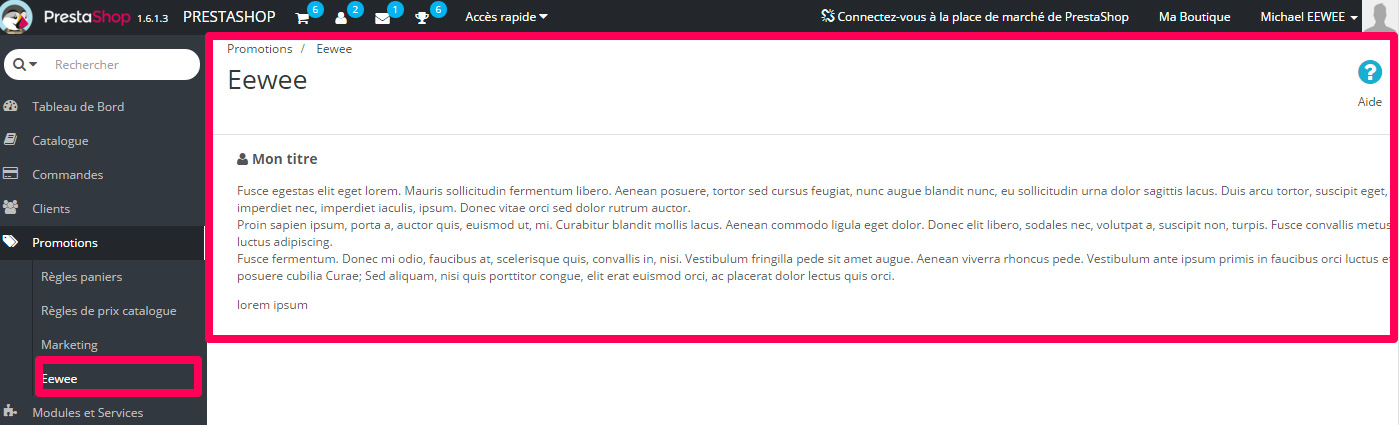 PrestaShop 1.6.1.3 PRESTASHOP 6 2 1 6 Accès rapide Connectez-vous à la place de marché de PrestaShop Ma Boutique Michael EEWEE
Rechercher
Tableau de Bord
Catalogue
Commandes
Clients
Promotions
Règles paniers
Règles de prix catalogue
Marketing
Eewee
Modules et Services
Promotions / Eewee
Eewee
? Aide
Mon titre
Fusce egestas elit eget lorem. Mauris sollicitudin fermentum libero. Aenean posuere, tortor sed cursus feugiat, nunc augue blandit nunc, eu sollicitudin urna dolor sagittis lacus. Duis arcu tortor, suscipit eget,
imperdiet nec, imperdiet iaculis, ipsum. Donec vitae orci sed dolor rutrum auctor.
Proin sapien ipsum, porta a, auctor quis, euismod ut, mi. Curabitur blandit mollis lacus. Aenean commodo ligula eget dolor. Donec elit libero, sodales nec, volutpat a, suscipit non, turpis. Fusce convallis metus
luctus adipiscing.
Fusce fermentum. Donec mi odio, faucibus at, scelerisque quis, convallis in, nisi. Vestibulum fringilla pede sit amet augue. Aenean viverra rhoncus pede. Vestibulum ante ipsum primis in faucibus orci luctus et
posuere cubilia Curae; Sed aliquam, nisi quis porttitor congue, elit erat euismod orci, ac placerat dolor lectus quis orci.
lorem ipsum